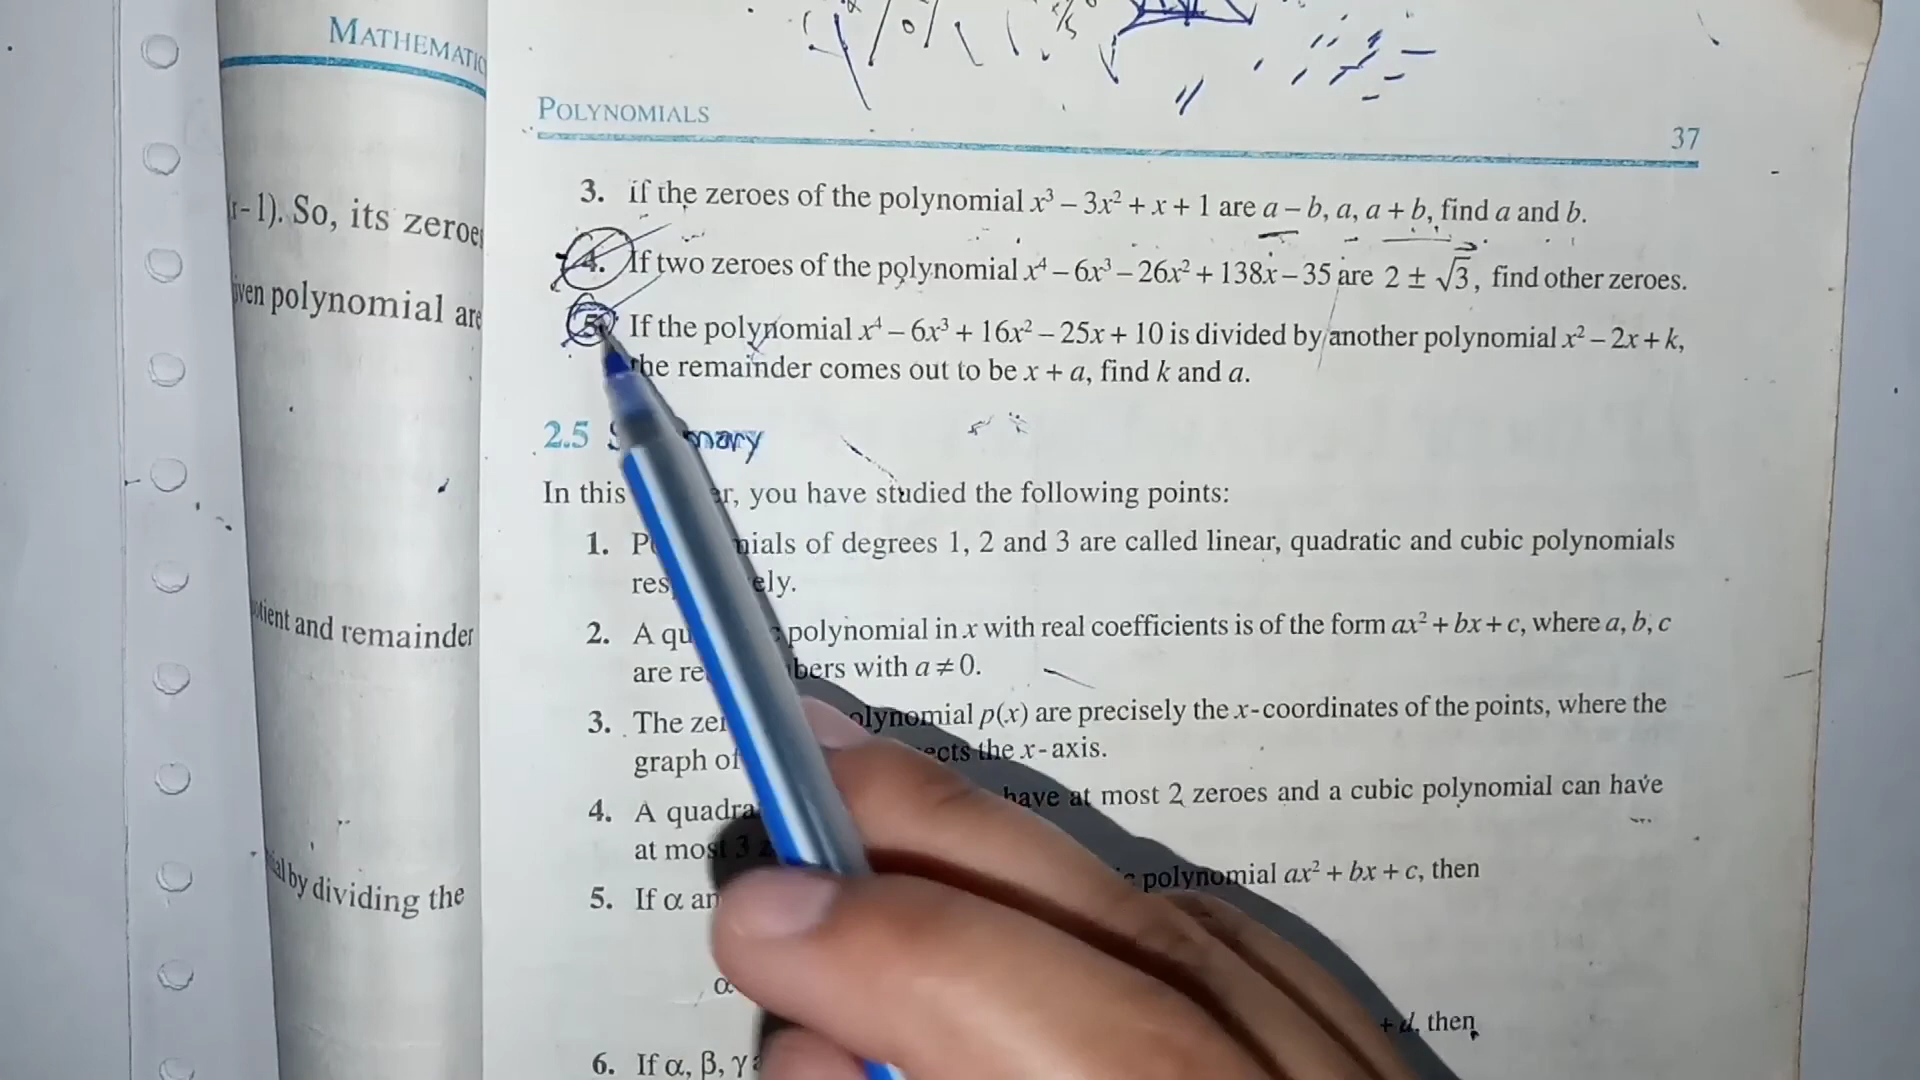 MATHEMATIC
r-1). So, its zeroe
ven polynomial are
otient and remainder
ial by dividing the
POLYNOMIALS 37
3. If the zeroes of the polynomial x³ – 3x² + x + 1 are a – b, a, a + b, find a and b.
4. If two zeroes of the polynomial x⁴ – 6x³ – 26x² + 138x – 35 are 2 ± √3, find other zeroes.
5. If the polynomial x⁴ – 6x³ + 16x² – 25x + 10 is divided by another polynomial x² – 2x + k,
the remainder comes out to be x + a, find k and a.
2.5 S mary
In this er, you have studied the following points:
1. P nials of degrees 1, 2 and 3 are called linear, quadratic and cubic polynomials
res ely.
2. A qu c polynomial in x with real coefficients is of the form ax² + bx + c, where a, b, c
are re bers with a ≠ 0.
3. The zer olynomial p(x) are precisely the x-coordinates of the points, where the
graph of ects the x-axis.
4. A quadra have at most 2 zeroes and a cubic polynomial can have
at most 3
5. If α an c polynomial ax² + bx + c, then
α
+ d, then
6. If α, β, γ